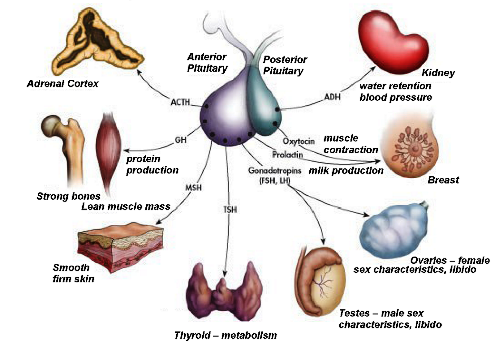 Anterior
Pituitary
Posterior
Pituitary
Adrenal Cortex
Kidney
water retention
blood pressure
ACTH
ADH
GH
Oxytocin
muscle
contraction
Prolactin
protein
production
Gonadotropins
(FSH, LH)
milk production
Breast
Strong bones
Lean muscle mass
MSH
TSH
Smooth
firm skin
Ovaries – female
sex characteristics, libido
Testes – male sex
characteristics, libido
Thyroid – metabolism